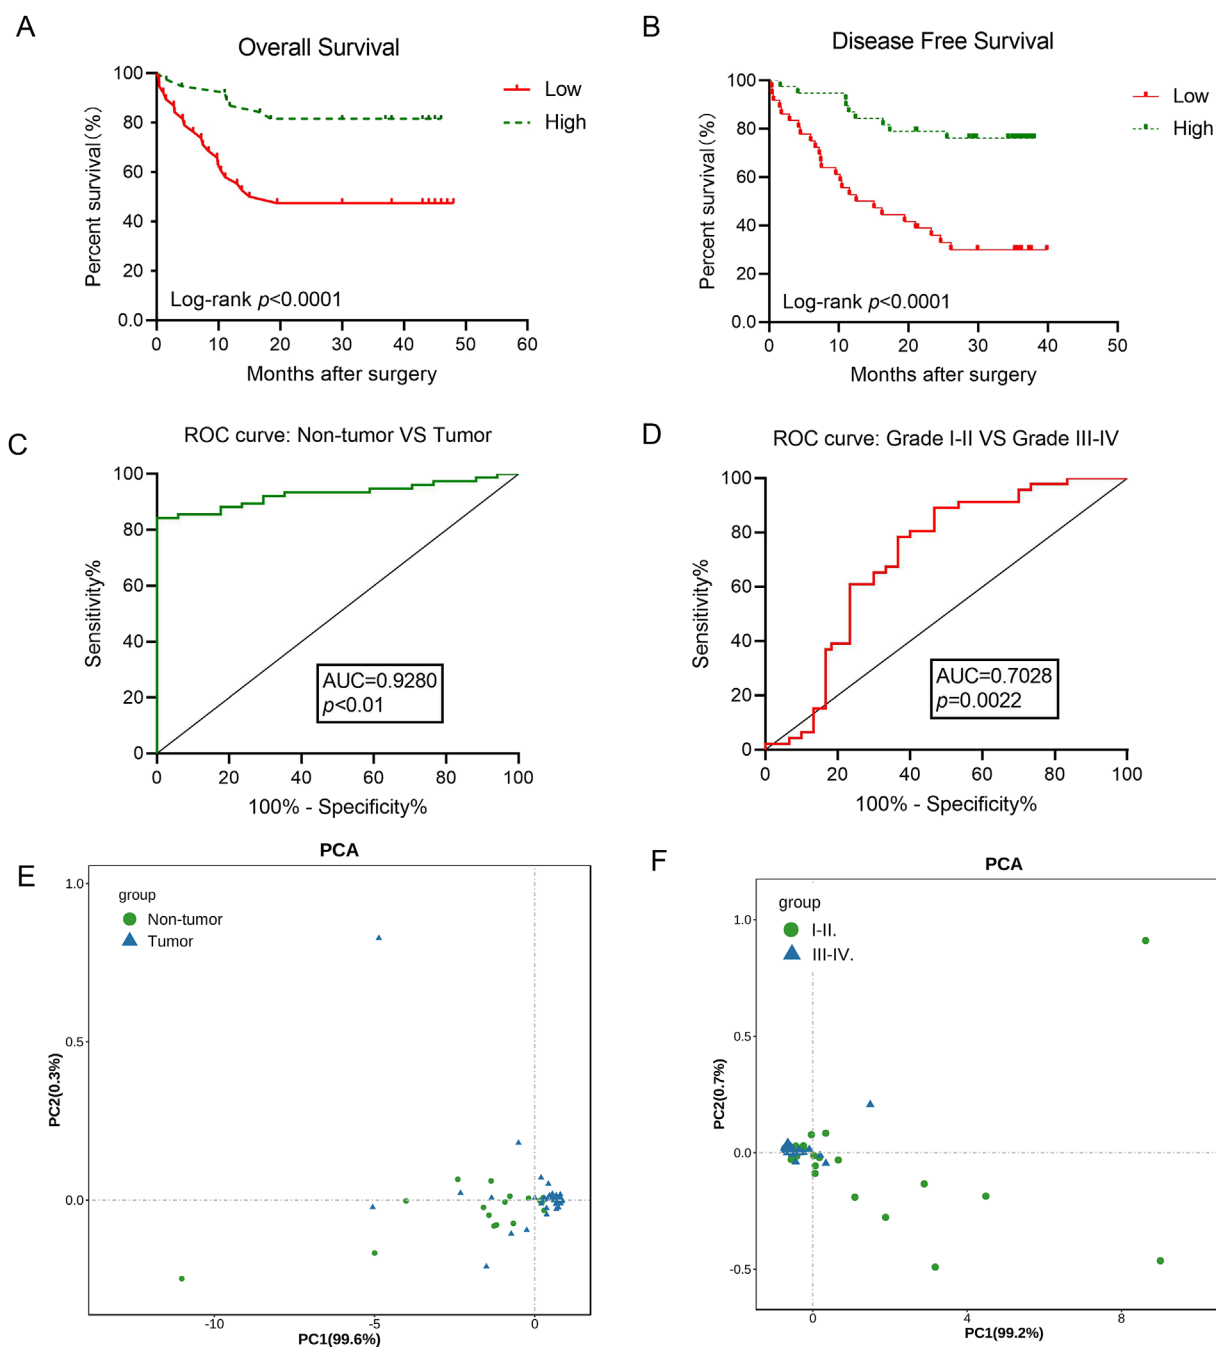 A
Overall Survival
100
80
60
40
20
0.0
Percent survival(%)
Low
High
Log-rank p<0.0001
0 10 20 30 40 50 60
Months after surgery
B
Disease Free Survival
100
80
60
40
20
0.0
Percent survival(%)
Low
High
Log-rank p<0.0001
0 10 20 30 40 50
Months after surgery
C
ROC curve: Non-tumor VS Tumor
100
80
60
40
20
0
Sensitivity%
AUC=0.9280
p<0.01
0 20 40 60 80 100
100% - Specificity%
D
ROC curve: Grade I-II VS Grade III-IV
100
80
60
40
20
0
Sensitivity%
AUC=0.7028
p=0.0022
0 20 40 60 80 100
100% - Specificity%
E
PCA
group
Non-tumor
Tumor
1.0
0.5
0.0
PC2(0.3%)
-10 -5 0
PC1(99.6%)
F
PCA
group
I-II.
III-IV.
1.0
0.5
0.0
-0.5
PC2(0.7%)
0 4 8
PC1(99.2%)